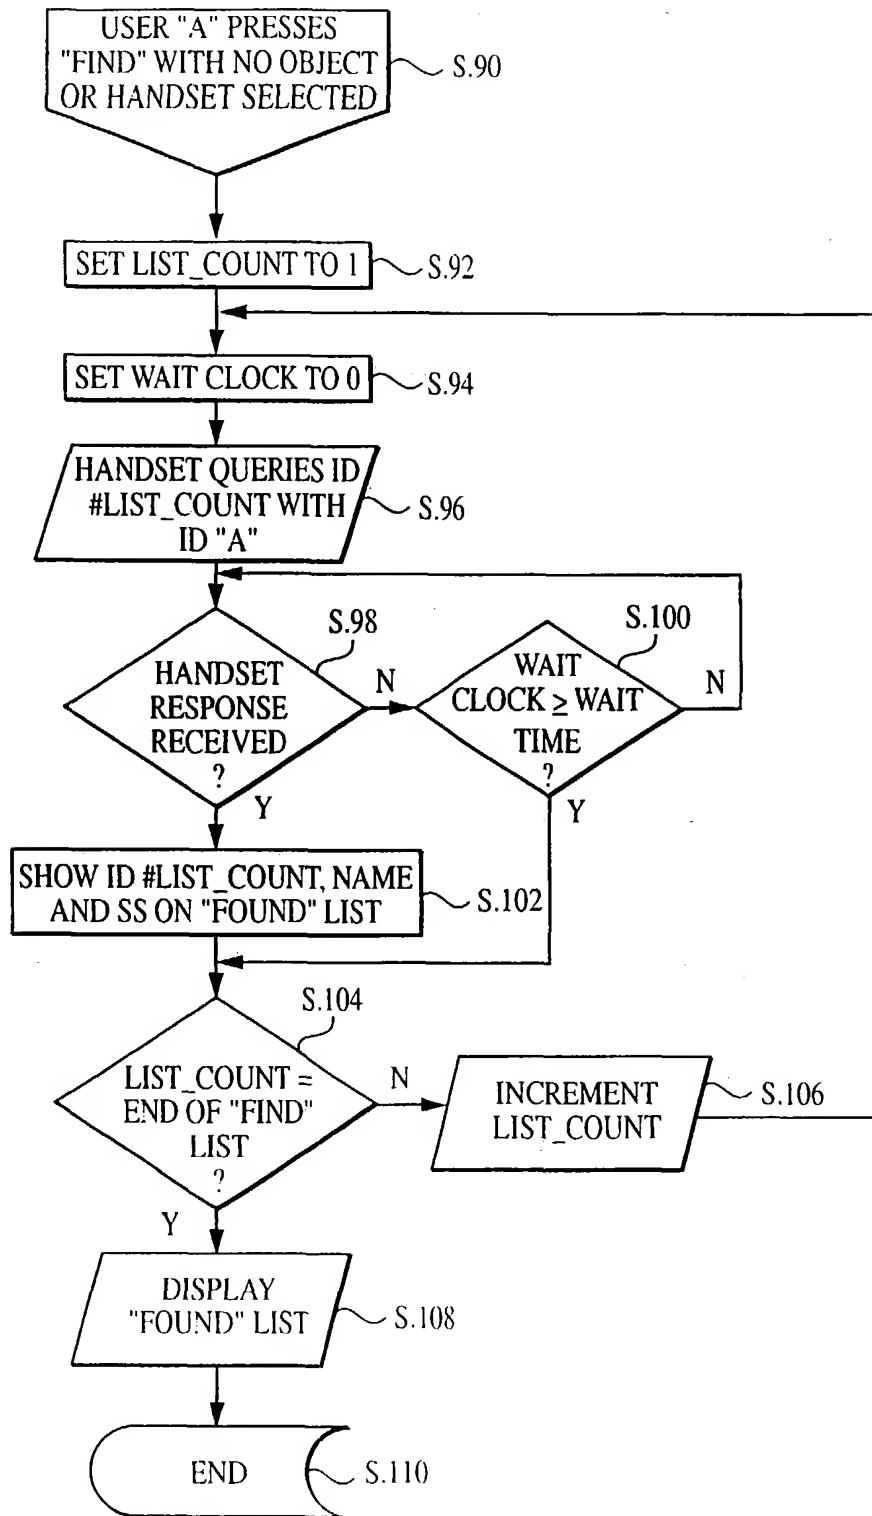 USER "A" PRESSES
"FIND" WITH NO OBJECT
OR HANDSET SELECTED
S.90
SET LIST_COUNT TO 1
S.92
SET WAIT CLOCK TO 0
S.94
HANDSET QUERIES ID
#LIST_COUNT WITH
ID "A"
S.96
S.98
HANDSET
RESPONSE
RECEIVED
?
N
Y
S.100
WAIT
CLOCK ≥ WAIT
TIME
?
N
Y
SHOW ID #LIST_COUNT, NAME
AND SS ON "FOUND" LIST
S.102
S.104
LIST_COUNT =
END OF "FIND"
LIST
?
N
Y
INCREMENT
LIST_COUNT
S.106
DISPLAY
"FOUND" LIST
S.108
END
S.110